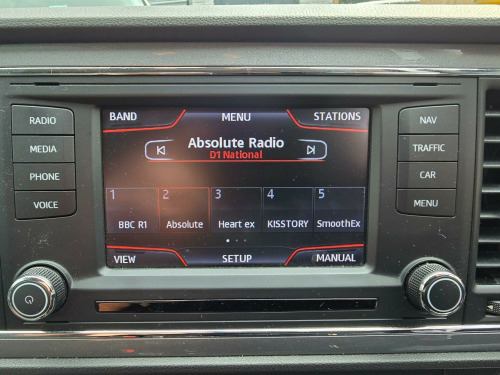 RADIO
MEDIA
PHONE
VOICE
BAND MENU STATIONS
Absolute Radio
D1 National
1 2 3 4 5
BBC R1 Absolute Heart ex KISSTORY SmoothEx
VIEW SETUP MANUAL
NAV
TRAFFIC
CAR
MENU